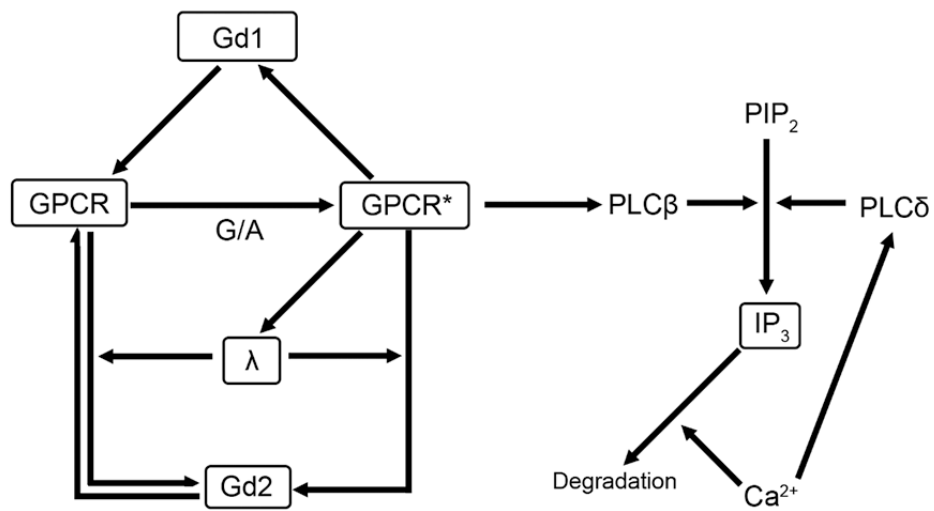 Gd1
PIP₂
GPCR
GPCR*
PLCβ
PLCδ
G/A
IP₃
λ
Degradation
Gd2
Ca²⁺